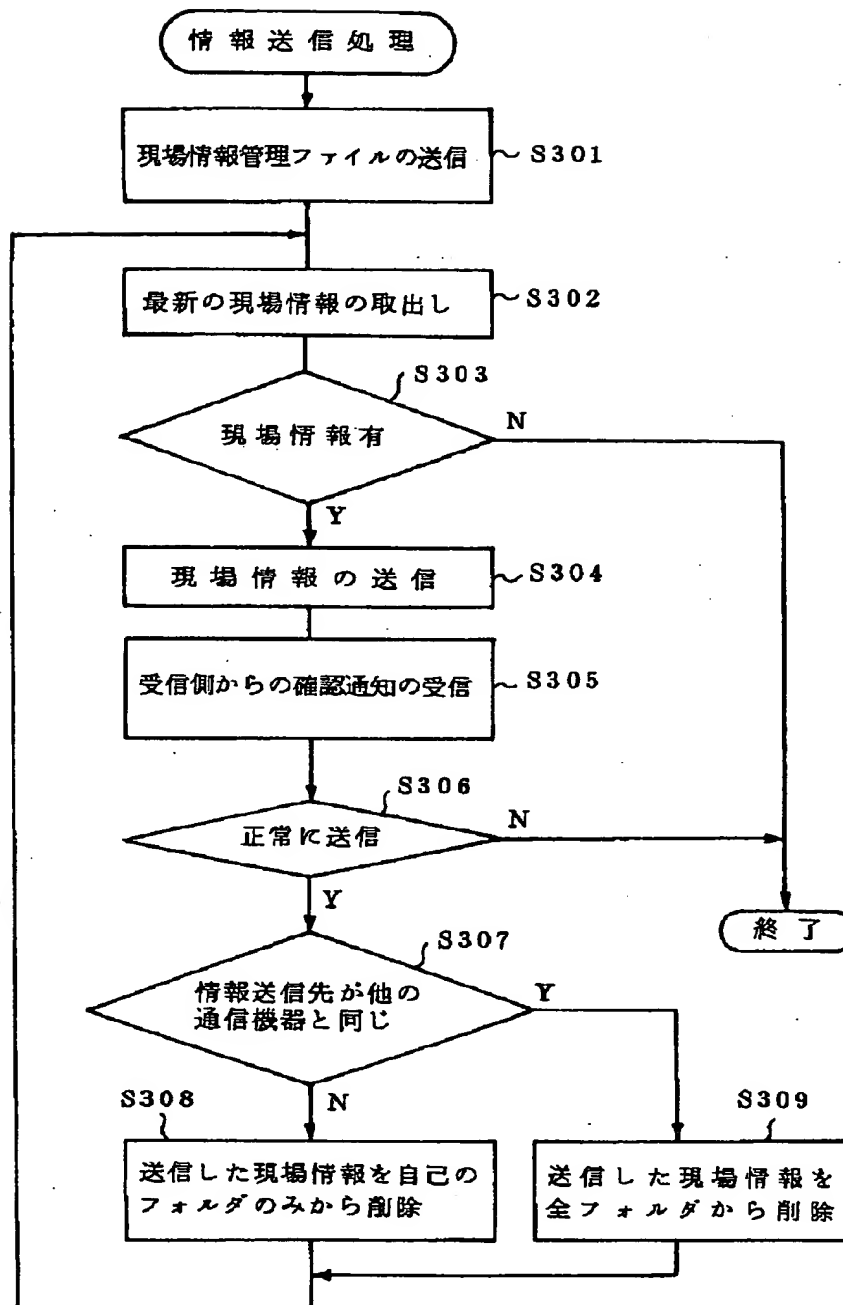 情報送信処理
現場情報管理ファイルの送信
S301
最新の現場情報の取出し
S302
S303
現場情報有
N
Y
現場情報の送信
S304
受信側からの確認通知の受信
S305
S306
正常に送信
N
Y
終了
S307
情報送信先が他の
通信機器と同じ
Y
N
S308
S309
送信した現場情報を自己の
フォルダのみから削除
送信した現場情報を
全フォルダから削除